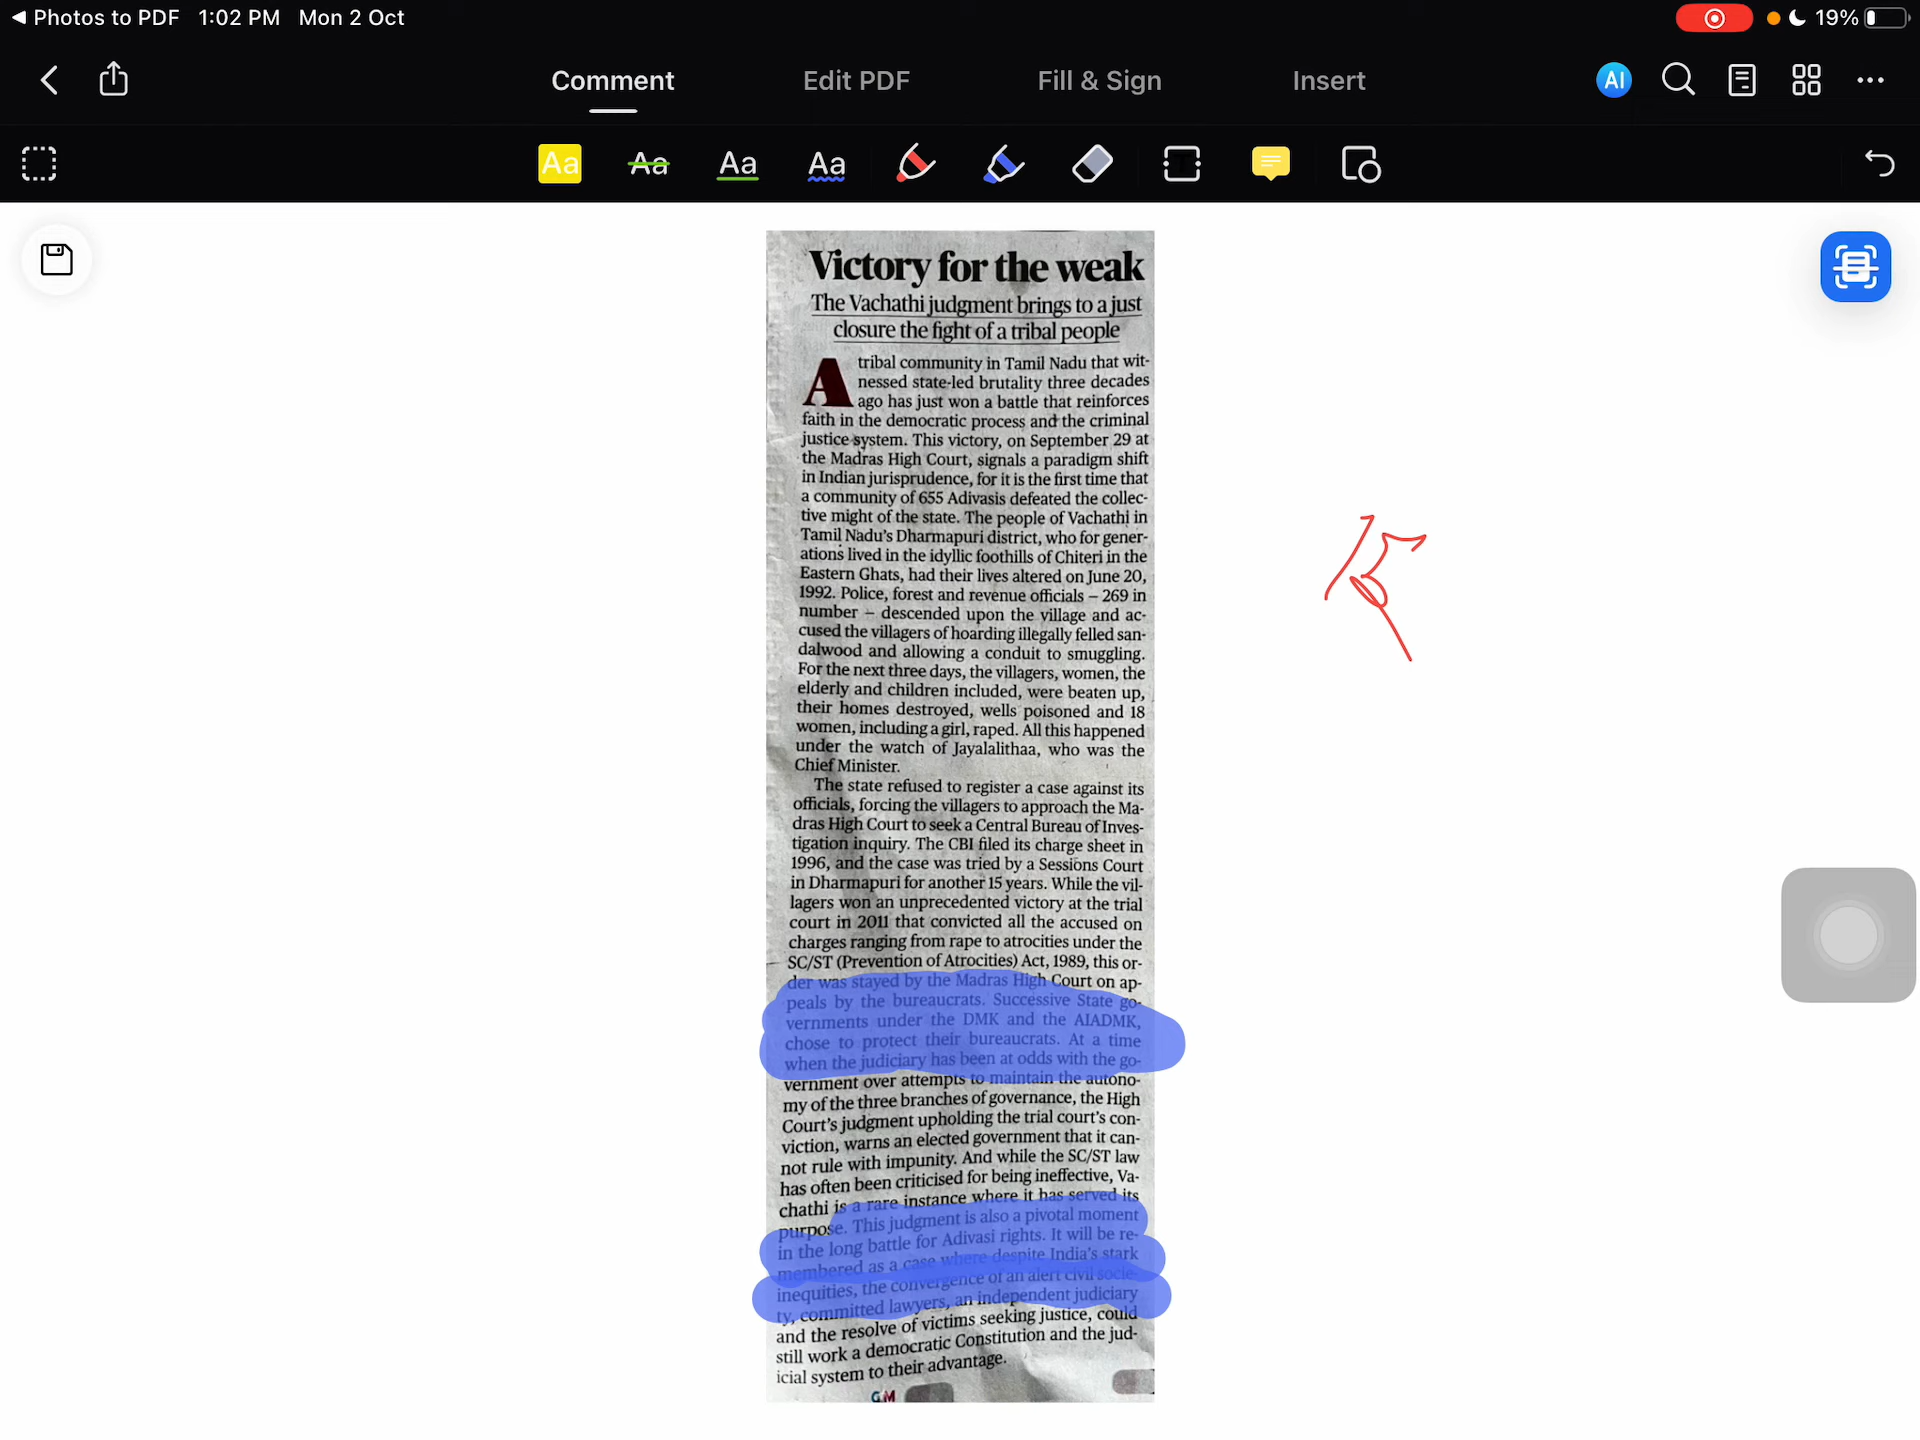 Photos to PDF 1:02 PM Mon 2 Oct 19%
Comment Edit PDF Fill & Sign Insert AI
Aa Aa Aa Aa T
Victory for the weak
The Vachathi judgment brings to a just
closure the fight of a tribal people
A tribal community in Tamil Nadu that wit-
nessed state-led brutality three decades
ago has just won a battle that reinforces
faith in the democratic process and the criminal
justice system. This victory, on September 29 at
the Madras High Court, signals a paradigm shift
in Indian jurisprudence, for it is the first time that
a community of 655 Adivasis defeated the collec-
tive might of the state. The people of Vachathi in
Tamil Nadu's Dharmapuri district, who for gener-
ations lived in the idyllic foothills of Chiteri in the
Eastern Ghats, had their lives altered on June 20,
1992. Police, forest and revenue officials – 269 in
number – descended upon the village and ac-
cused the villagers of hoarding illegally felled san-
dalwood and allowing a conduit to smuggling.
For the next three days, the villagers, women, the
elderly and children included, were beaten up,
their homes destroyed, wells poisoned and 18
women, including a girl, raped. All this happened
under the watch of Jayalalithaa, who was the
Chief Minister.
The state refused to register a case against its
officials, forcing the villagers to approach the Ma-
dras High Court to seek a Central Bureau of Inves-
tigation inquiry. The CBI filed its charge sheet in
1996, and the case was tried by a Sessions Court
in Dharmapuri for another 15 years. While the vil-
lagers won an unprecedented victory at the trial
court in 2011 that convicted all the accused on
charges ranging from rape to atrocities under the
SC/ST (Prevention of Atrocities) Act, 1989, this or-
der was stayed by the Madras High Court on ap-
peals by the bureaucrats. Successive State go-
vernments under the DMK and the AIADMK,
chose to protect their bureaucrats. At a time
when the judiciary has been at odds with the go-
vernment over attempts to maintain the autono-
my of the three branches of governance, the High
Court's judgment upholding the trial court's con-
viction, warns an elected government that it can-
not rule with impunity. And while the SC/ST law
has often been criticised for being ineffective, Va-
chathi is a rare instance where it has served its
purpose. This judgment is also a pivotal moment
in the long battle for Adivasi rights. It will be re-
membered as a case where despite India's stark
inequities, the convergence of an alert civil socie-
ty, committed lawyers, an independent judiciary
and the resolve of victims seeking justice, could
still work a democratic Constitution and the jud-
icial system to their advantage.
GM